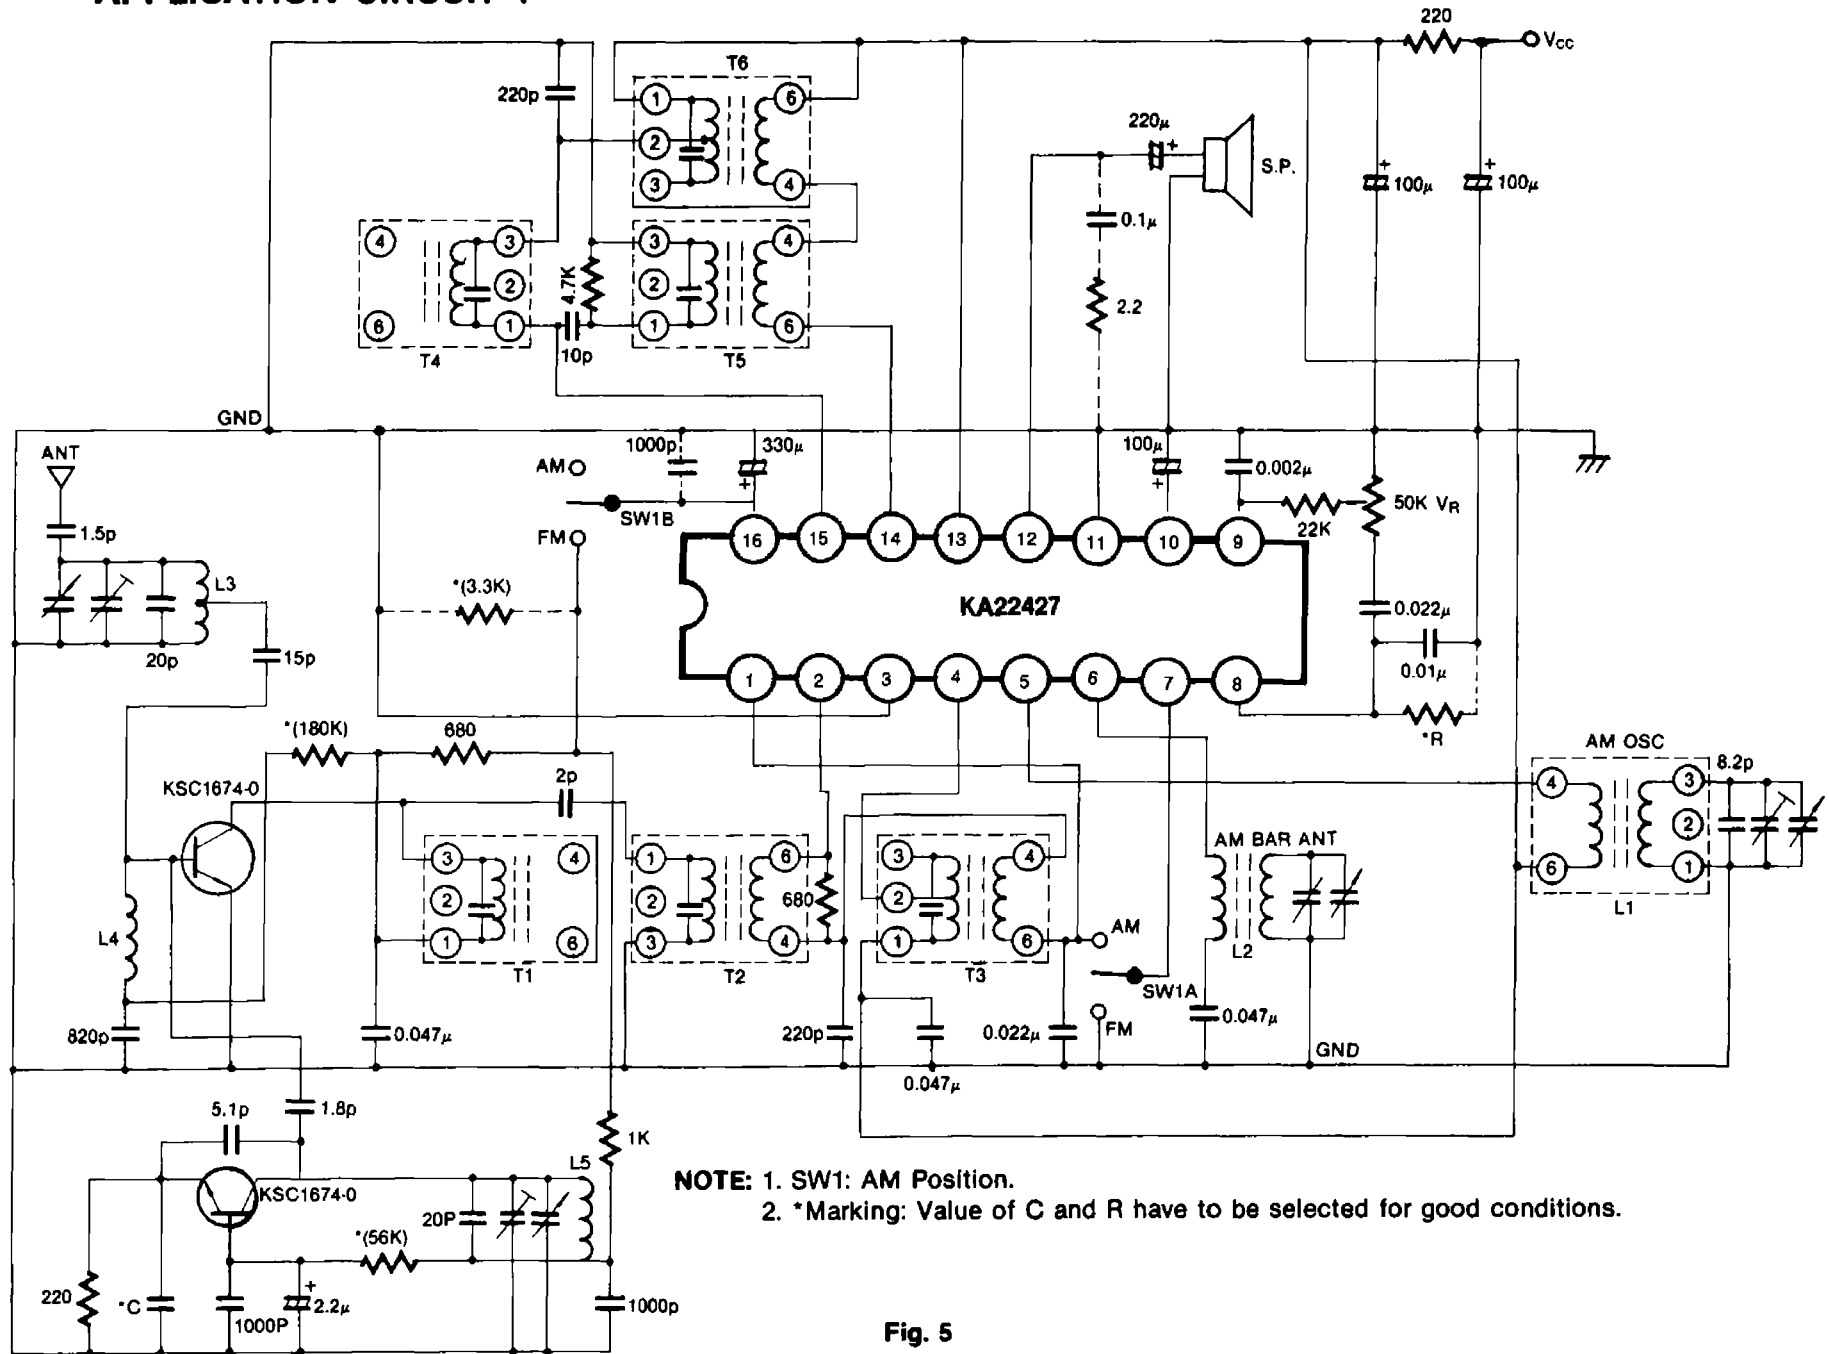 220
VCC
T6
220p
1
6
2
3
4
220μ
+
S.P.
+
100μ
+
100μ
0.1μ
4
3
2
6
1
T4
4.7K
10p
3
4
2
1
6
T5
2.2
GND
ANT
1.5p
L3
20p
15p
AM
SW1B
FM
1000p
330μ
+
100μ
+
0.002μ
22K
50K VR
0.022μ
0.01μ
*R
*(3.3K)
16
15
14
13
12
11
10
9
KA22427
1
2
3
4
5
6
7
8
*(180K)
680
2p
KSC1674-0
L4
820p
0.047μ
3
4
2
1
6
T1
1
6
2
3
4
T2
680
3
4
2
1
6
T3
AM
SW1A
FM
220p
0.047μ
0.022μ
AM BAR ANT
L2
0.047μ
GND
AM OSC
4
3
2
6
1
L1
8.2p
5.1p
1.8p
KSC1674-0
220
*C
1000P
+
2.2μ
*(56K)
20P
L5
1K
1000p
NOTE: 1. SW1: AM Position.
2. *Marking: Value of C and R have to be selected for good conditions.
Fig. 5